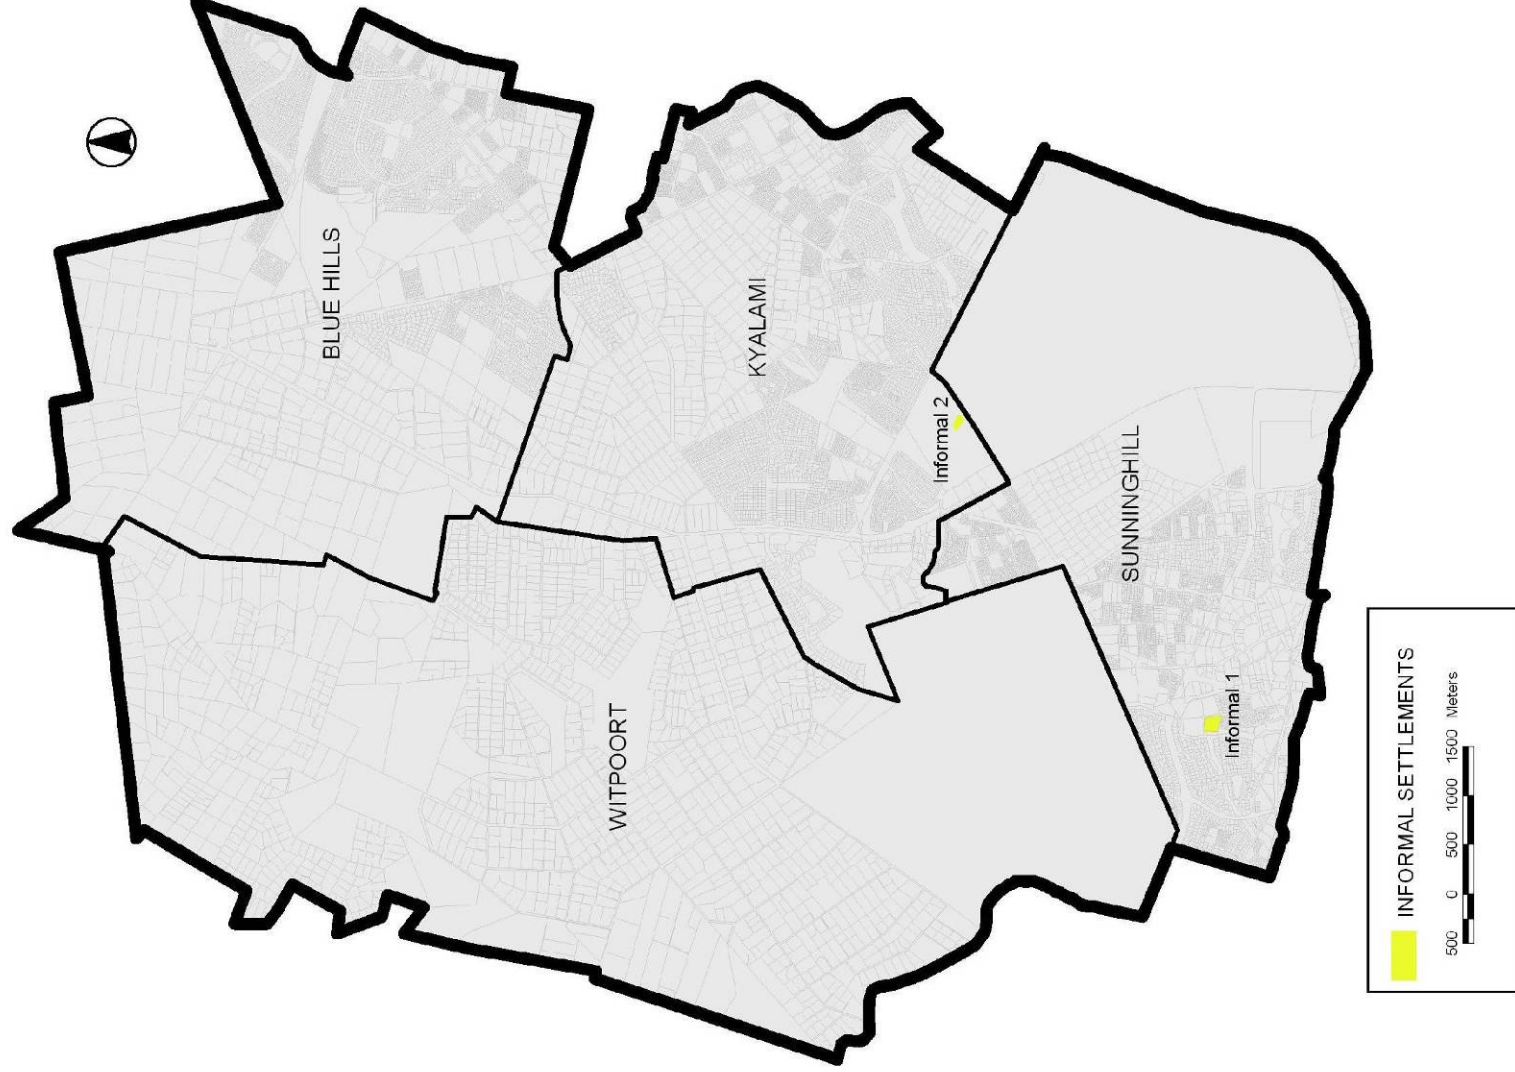 BLUE HILLS
KYALAMI
Informal 2
WITPOORT
SUNNINGHILL
Informal 1
INFORMAL SETTLEMENTS
500 0 500 1000 1500 Meters